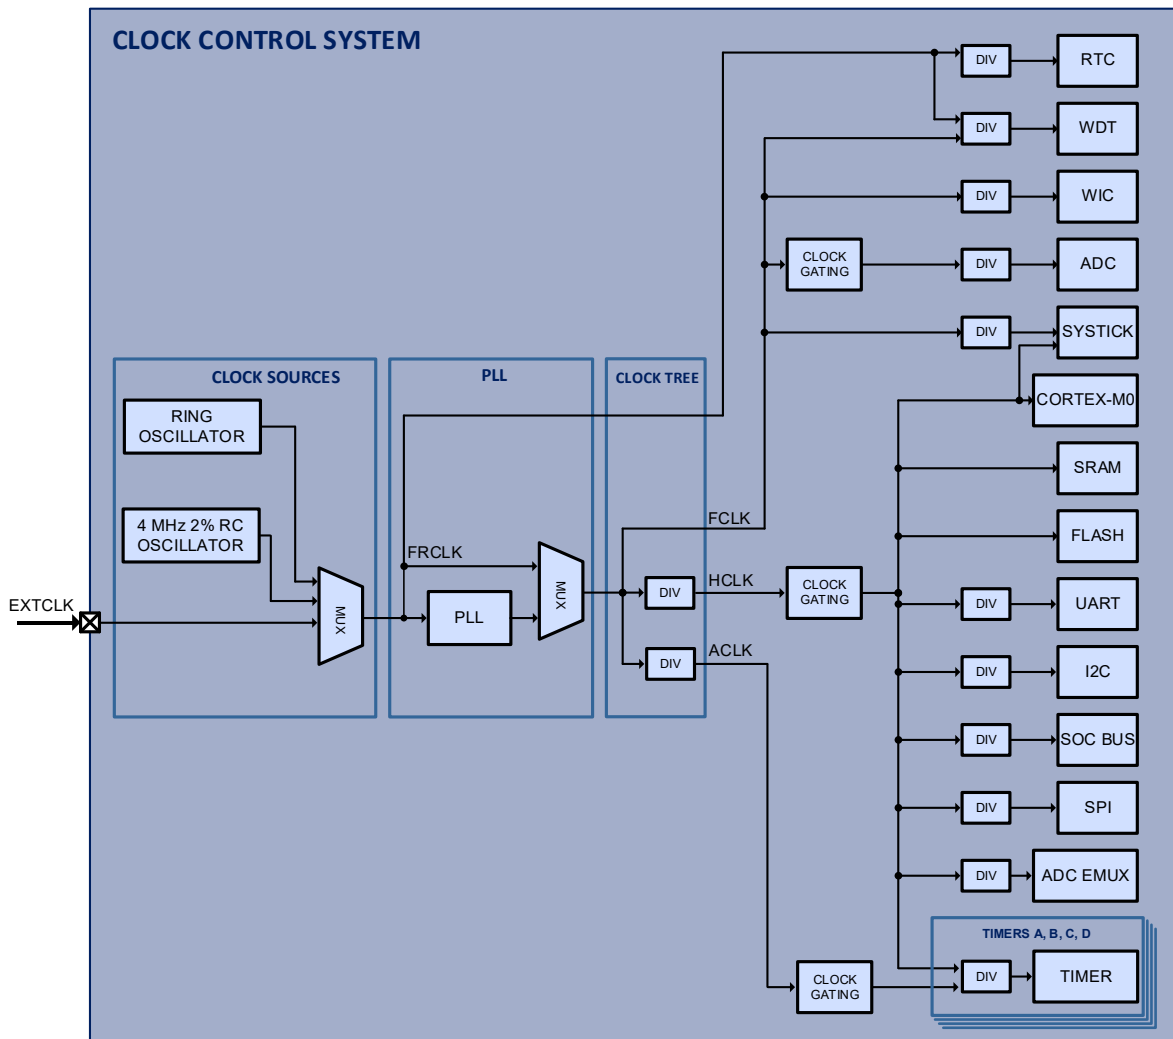 CLOCK CONTROL SYSTEM
DIV
RTC
DIV
WDT
DIV
WIC
CLOCK
GATING
DIV
ADC
DIV
SYSTICK
CORTEX-M0
SRAM
FLASH
CLOCK SOURCES
PLL
CLOCK TREE
RING
OSCILLATOR
4 MHz 2% RC
OSCILLATOR
EXTCLK
MUX
FRCLK
PLL
MUX
FCLK
DIV
HCLK
DIV
ACLK
CLOCK
GATING
DIV
UART
DIV
I2C
DIV
SOC BUS
DIV
SPI
DIV
ADC EMUX
TIMERS A, B, C, D
CLOCK
GATING
DIV
TIMER